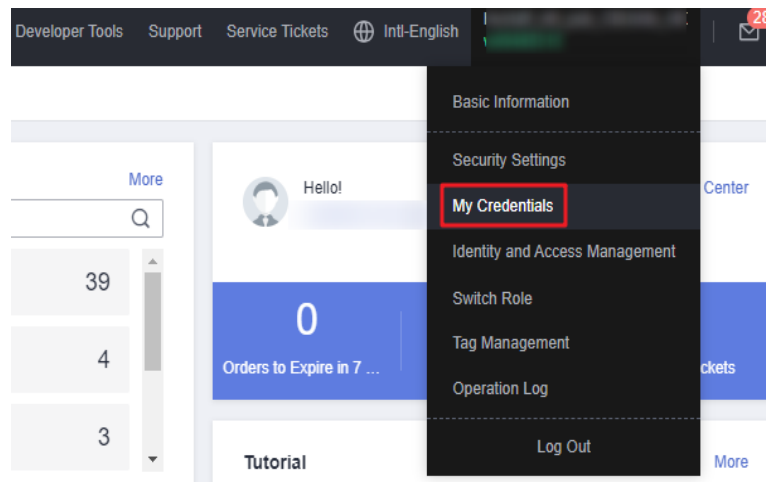 Developer Tools Support Service Tickets Intl-English
28
Basic Information
Security Settings
My Credentials
Identity and Access Management
Switch Role
Tag Management
Operation Log
Log Out
More
39
4
3
Hello!
Center
0
Orders to Expire in 7 ...
ckets
Tutorial
More